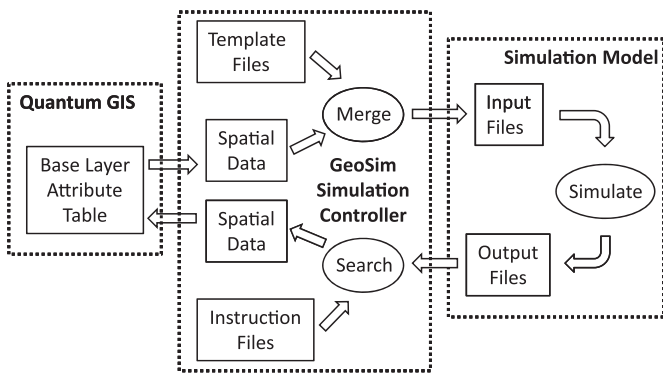 Quantum GIS
Base Layer
Attribute
Table
Template
Files
Merge
Spatial
Data
GeoSim
Simulation
Controller
Spatial
Data
Search
Instruction
Files
Simulation Model
Input
Files
Simulate
Output
Files